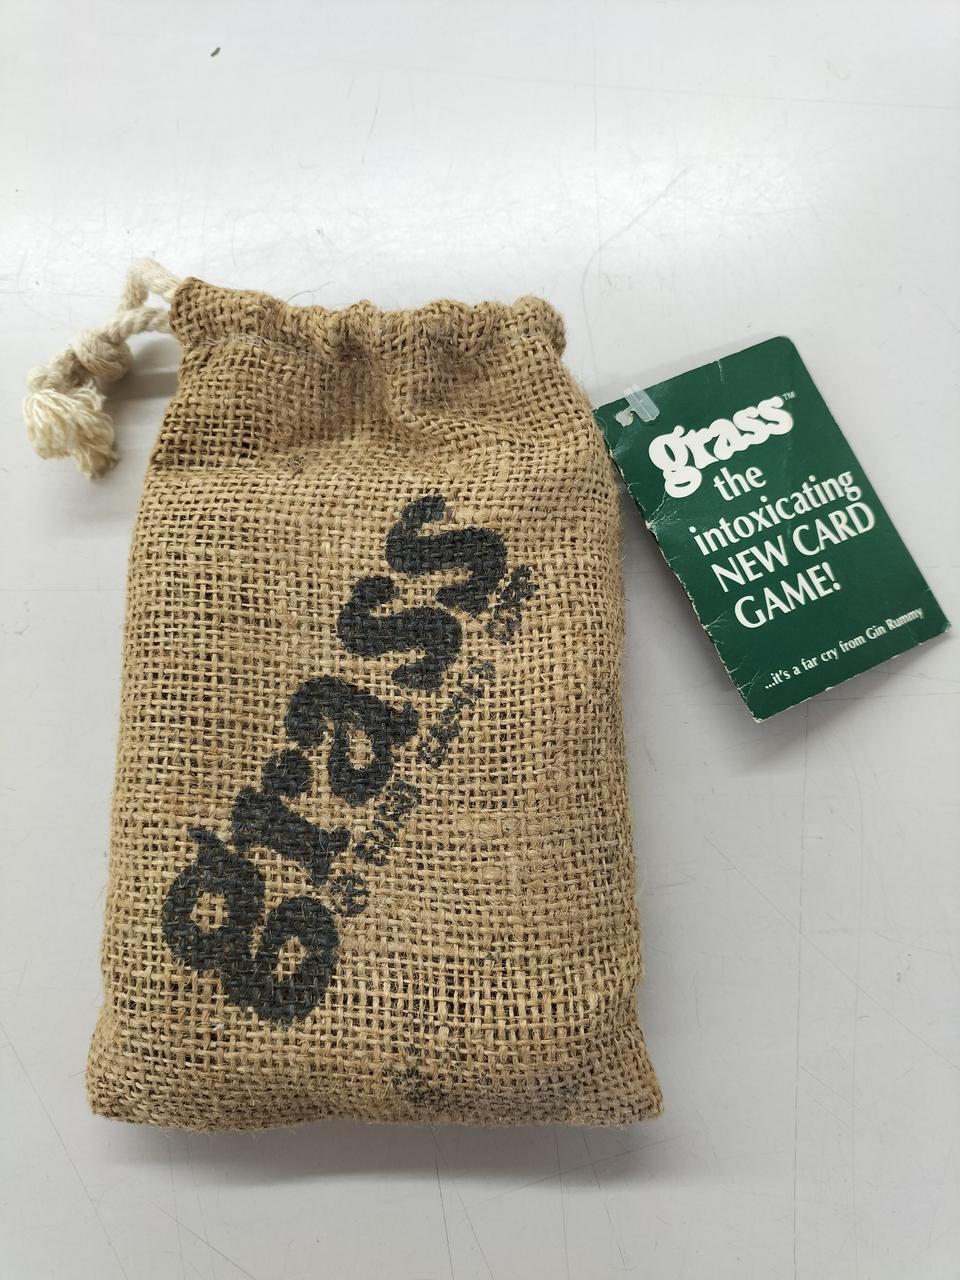 grass
grass™
the
intoxicating
NEW CARD
GAME!
...it's a far cry from Gin Rummy